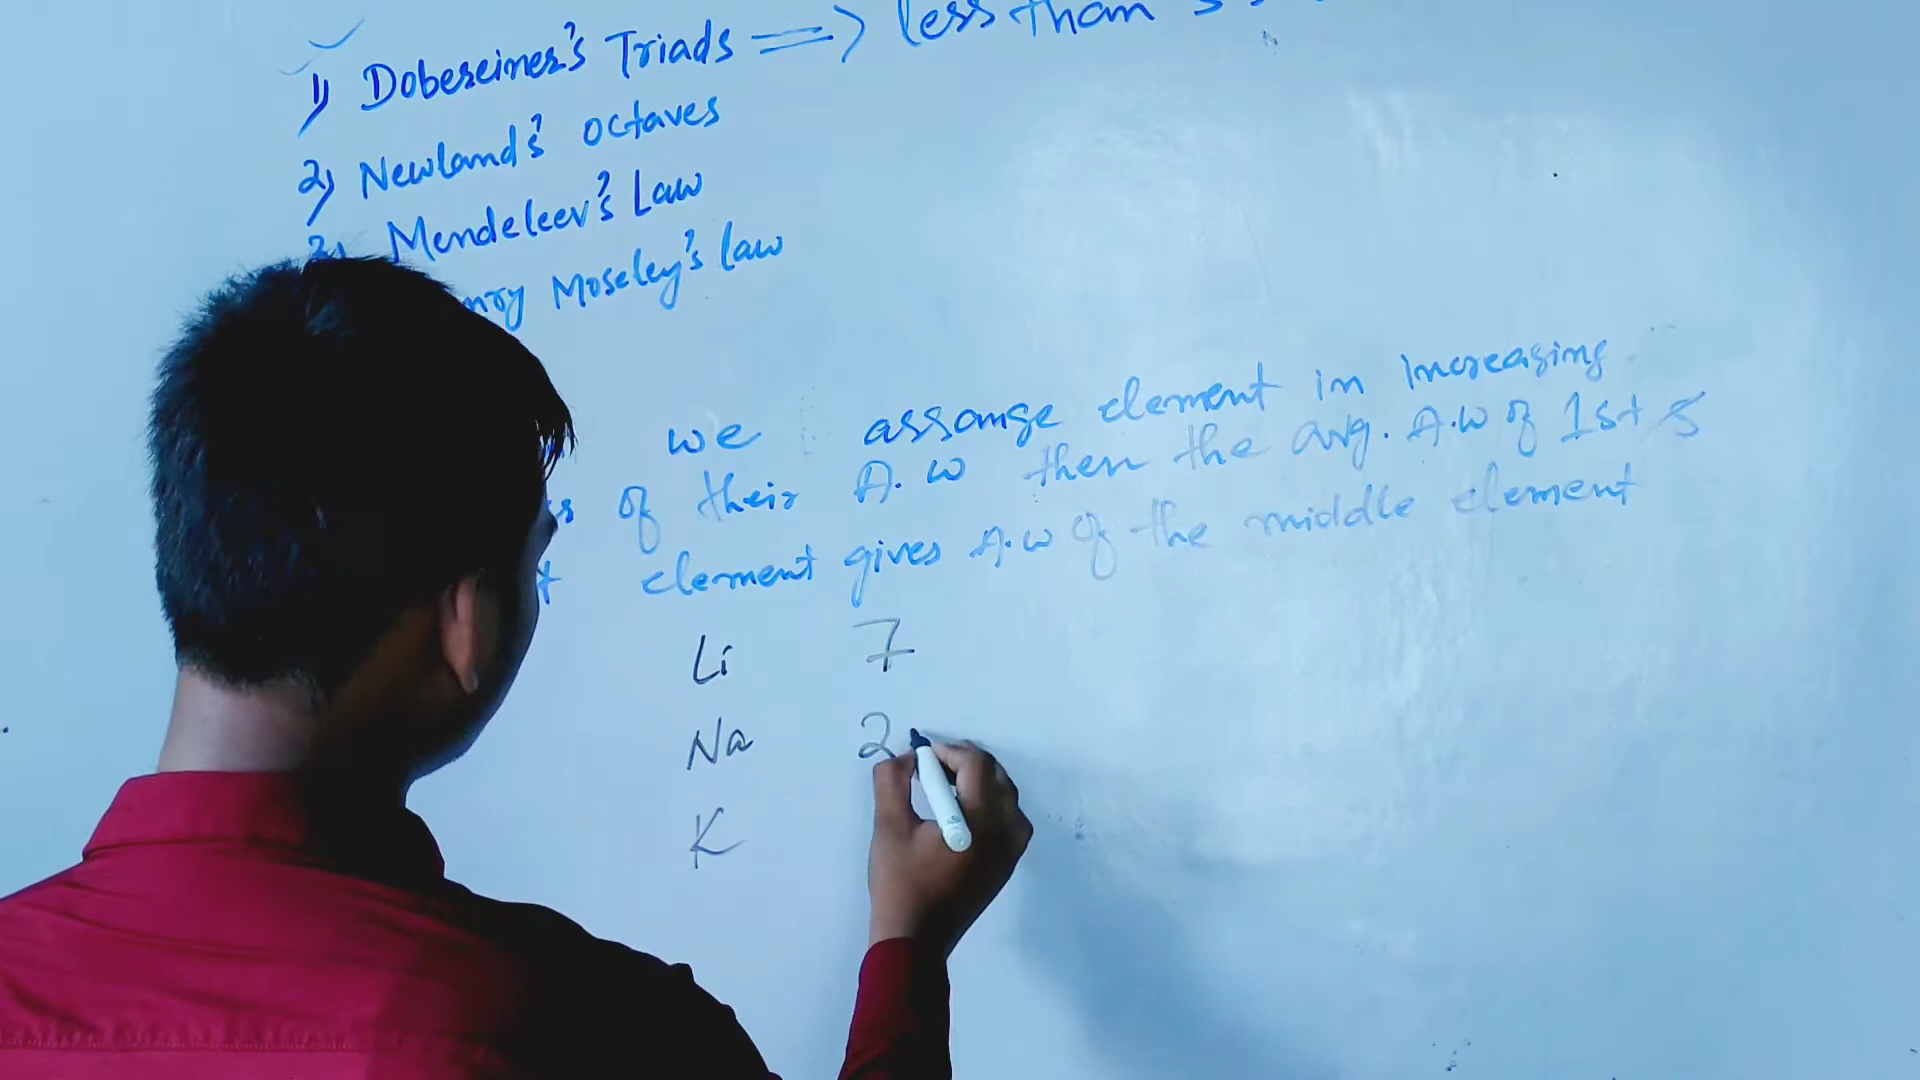 1) Dobereiner's Triads => less than
2) Newland's octaves
Mendeleev's Law
Moseley's law
we arrange element in increasing
of their A.W then the avg. A.W of 1st &
element gives A.W of the middle element
Li 7
Na 2
K